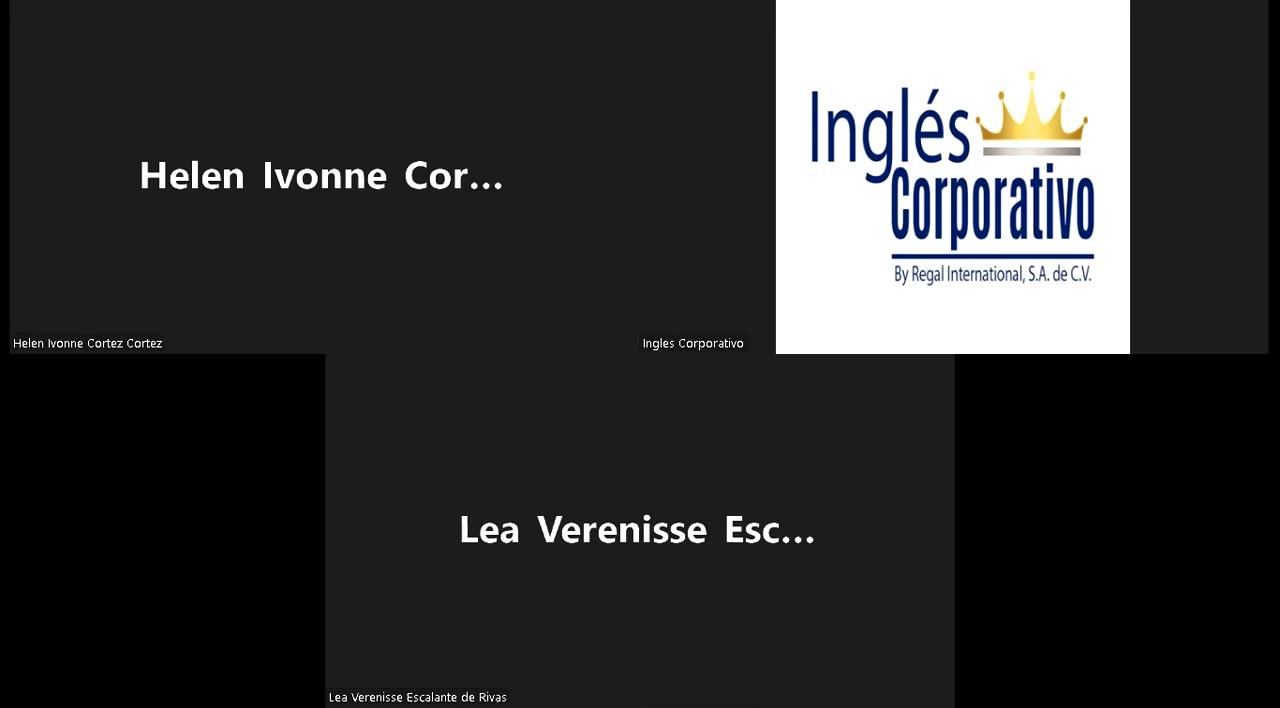 Helen Ivonne Cor...
Helen Ivonne Cortez Cortez
Inglés
Corporativo
By Regal International, S.A. de C.V.
Ingles Corporativo
Lea Verenisse Esc...
Lea Verenisse Escalante de Rivas